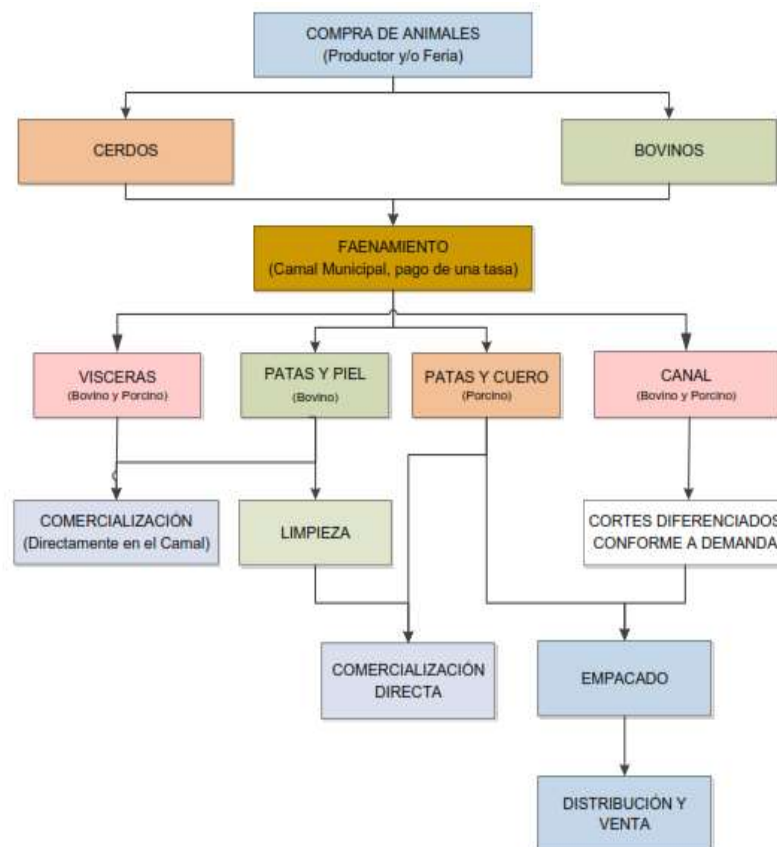 COMPRA DE ANIMALES
(Productor y/o Feria)
CERDOS
BOVINOS
FAENAMIENTO
(Camal Municipal, pago de una tasa)
VISCERAS
(Bovino y Porcino)
PATAS Y PIEL
(Bovino)
PATAS Y CUERO
(Porcino)
CANAL
(Bovino y Porcino)
COMERCIALIZACIÓN
(Directamente en el Camal)
LIMPIEZA
CORTES DIFERENCIADOS
CONFORME A DEMANDA
COMERCIALIZACIÓN
DIRECTA
EMPACADO
DISTRIBUCIÓN Y
VENTA